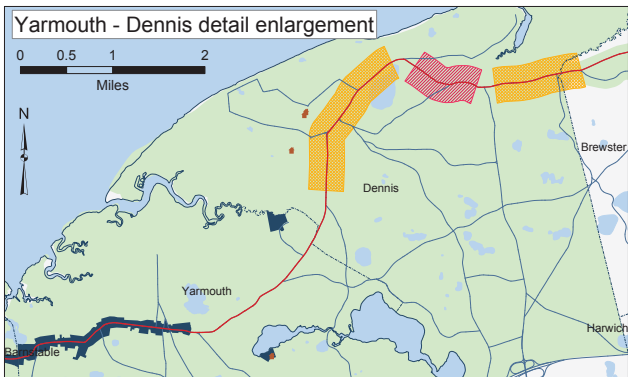 Yarmouth - Dennis detail enlargement
0 0.5 1 2
Miles
N
Brewster
Dennis
Yarmouth
Harwich
Barnstable